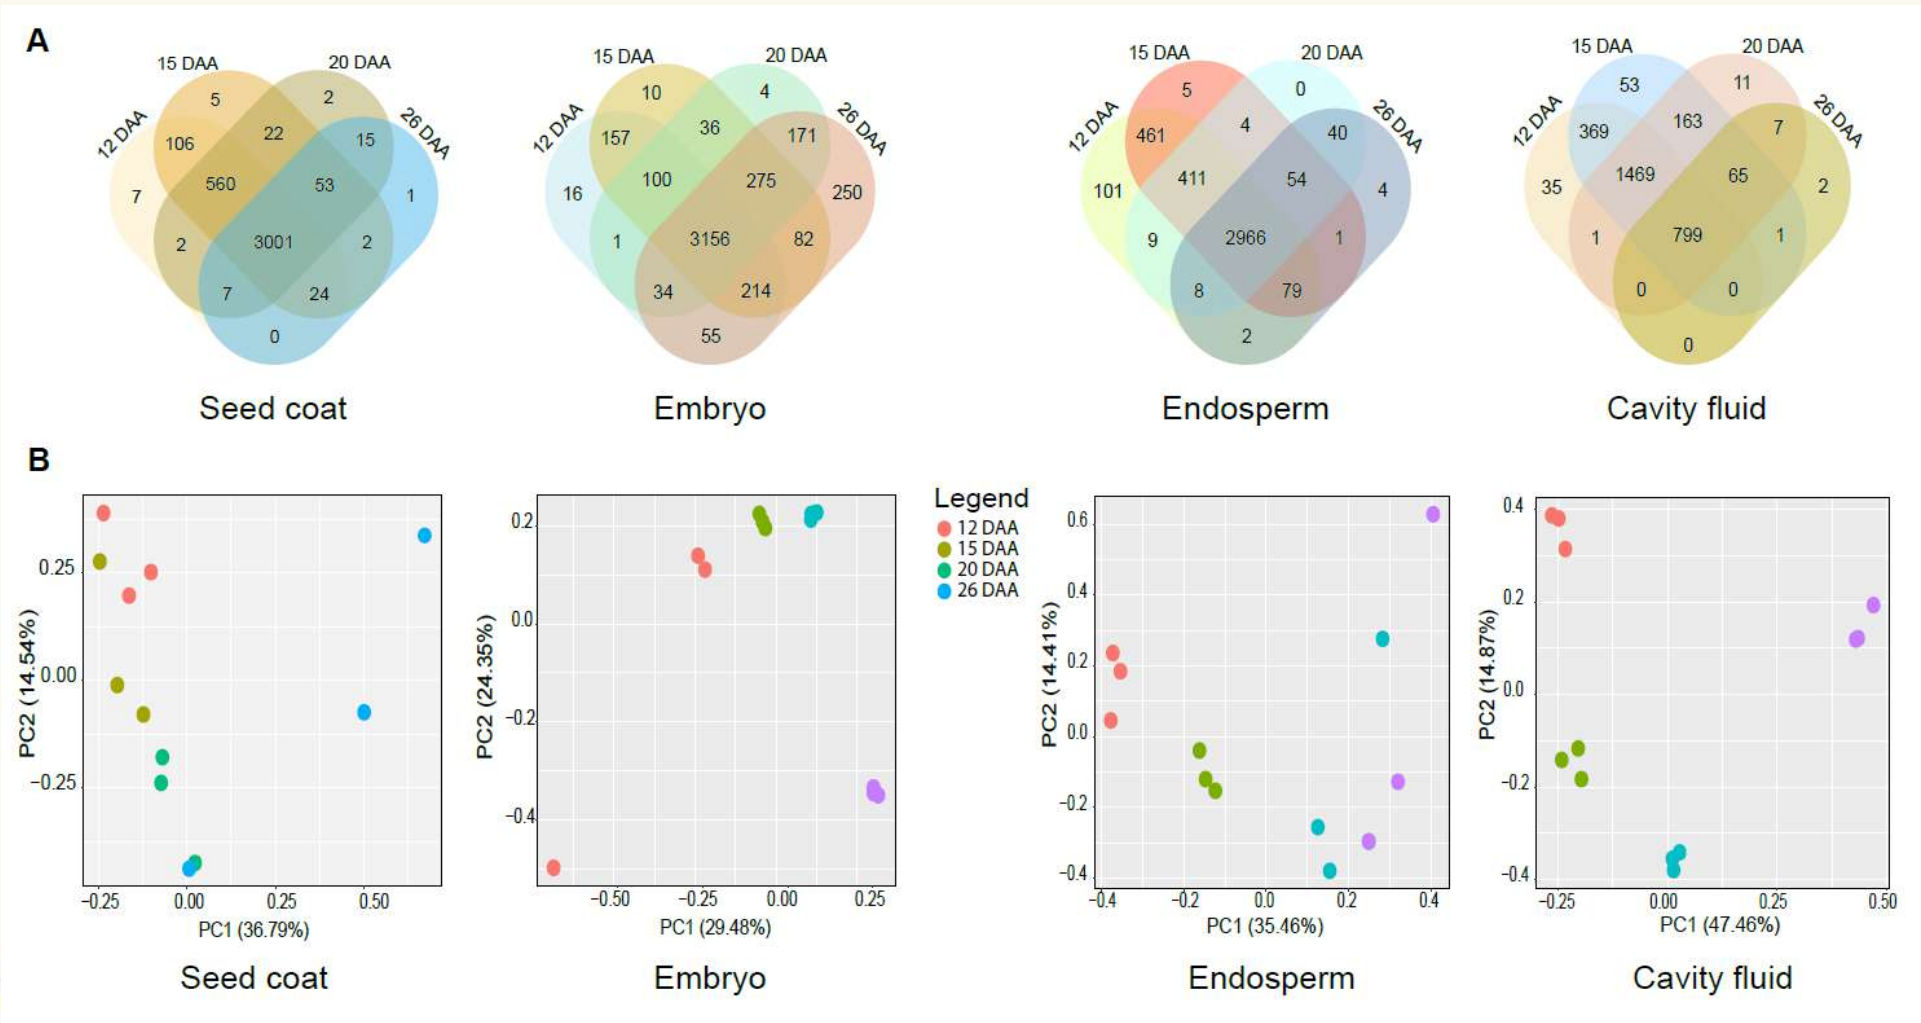 A
15 DAA
20 DAA
12 DAA
26 DAA
5
2
106
22
15
7
560
53
1
2
3001
2
7
24
0
Seed coat
15 DAA
20 DAA
12 DAA
26 DAA
10
4
157
36
171
16
100
275
250
1
3156
82
34
214
55
Embryo
15 DAA
20 DAA
12 DAA
26 DAA
5
0
461
4
40
101
411
54
4
9
2966
1
8
79
2
Endosperm
15 DAA
20 DAA
12 DAA
26 DAA
53
11
369
163
7
35
1469
65
2
1
799
1
0
0
0
Cavity fluid
B
PC2 (14.54%)
0.25
0.00
−0.25
−0.25 0.00 0.25 0.50
PC1 (36.79%)
Seed coat
PC2 (24.35%)
0.2
0.0
−0.2
−0.4
−0.50 −0.25 0.00 0.25
PC1 (29.48%)
Embryo
Legend
12 DAA
15 DAA
20 DAA
26 DAA
PC2 (14.41%)
0.6
0.4
0.2
0.0
−0.2
−0.4
−0.4 −0.2 0.0 0.2 0.4
PC1 (35.46%)
Endosperm
PC2 (14.87%)
0.4
0.2
0.0
−0.2
−0.4
−0.25 0.00 0.25 0.50
PC1 (47.46%)
Cavity fluid